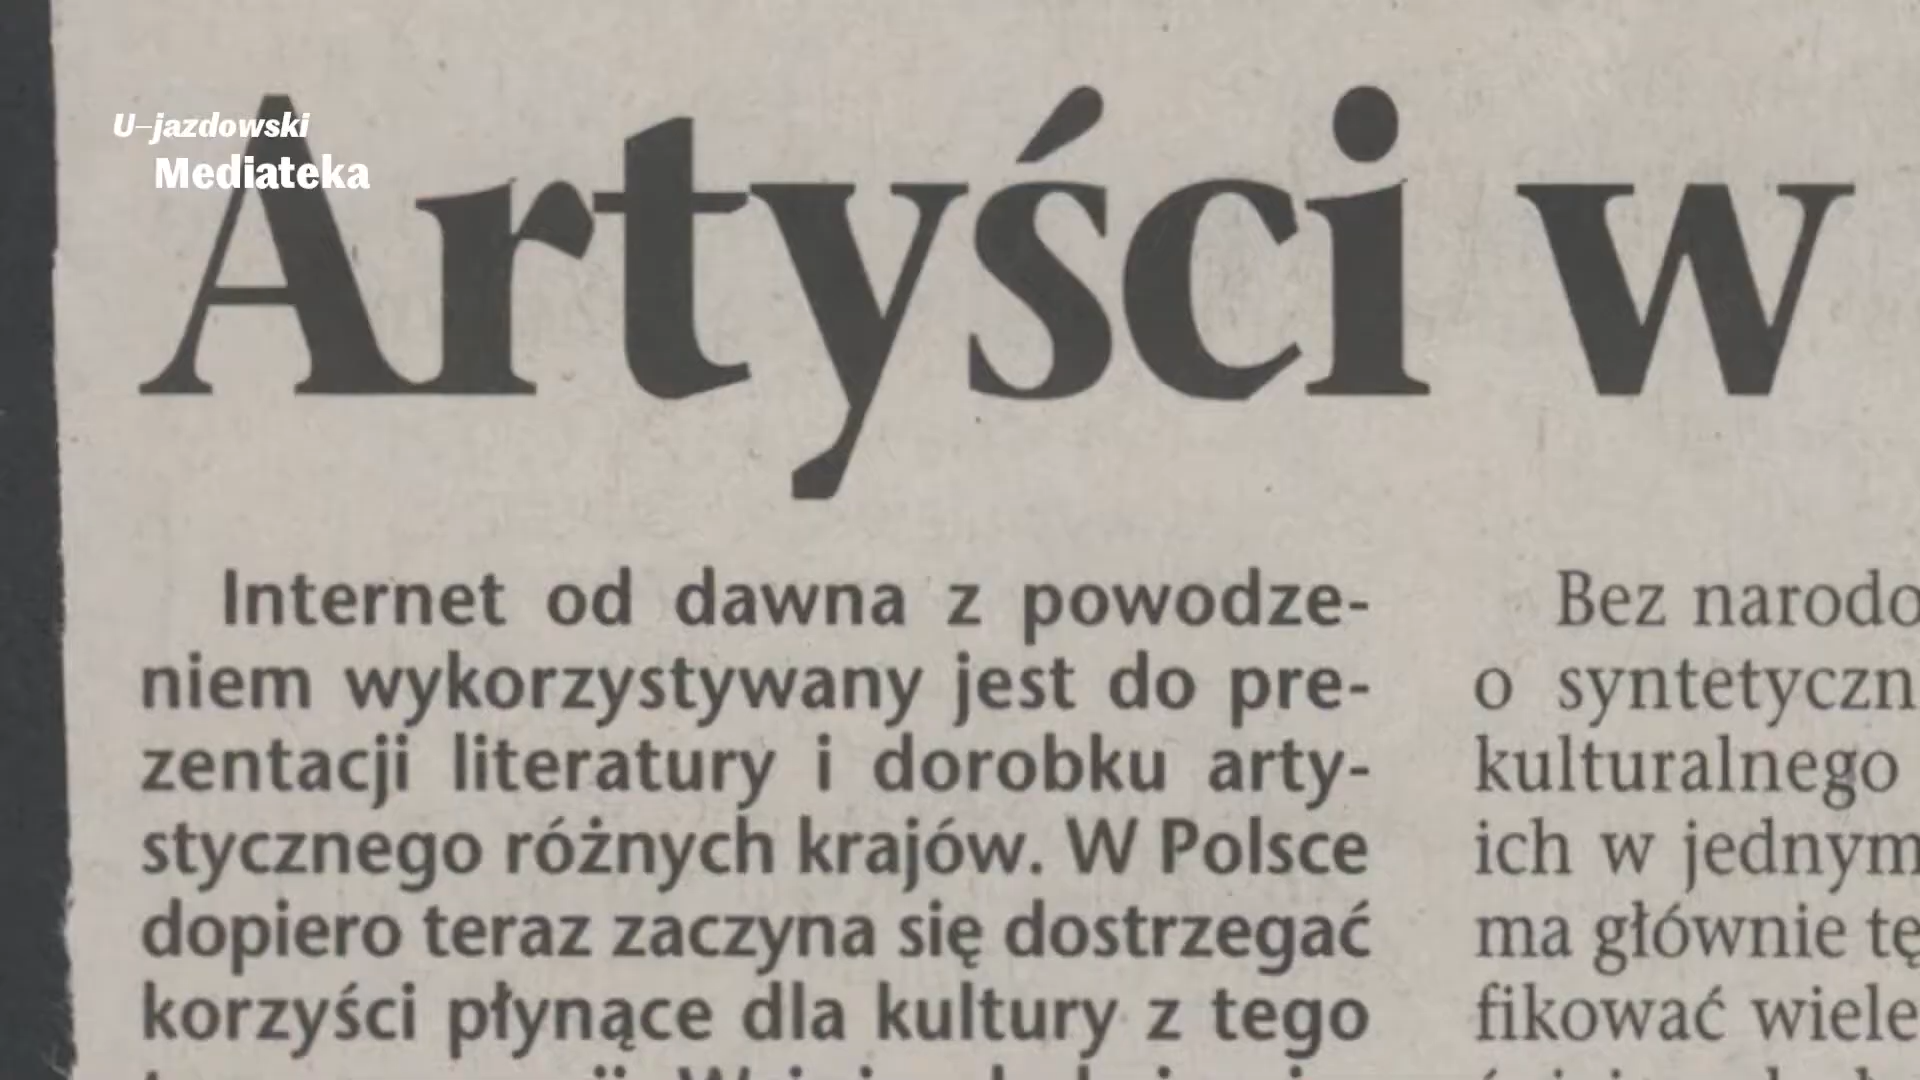 U-jazdowski
Mediateka
Artyści w
Internet od dawna z powodze-
niem wykorzystywany jest do pre-
zentacji literatury i dorobku arty-
stycznego różnych krajów. W Polsce
dopiero teraz zaczyna się dostrzegać
korzyści płynące dla kultury z tego
Bez narodo
o syntetyczn
kulturalnego
ich w jednym
ma głównie tę
fikować wiele